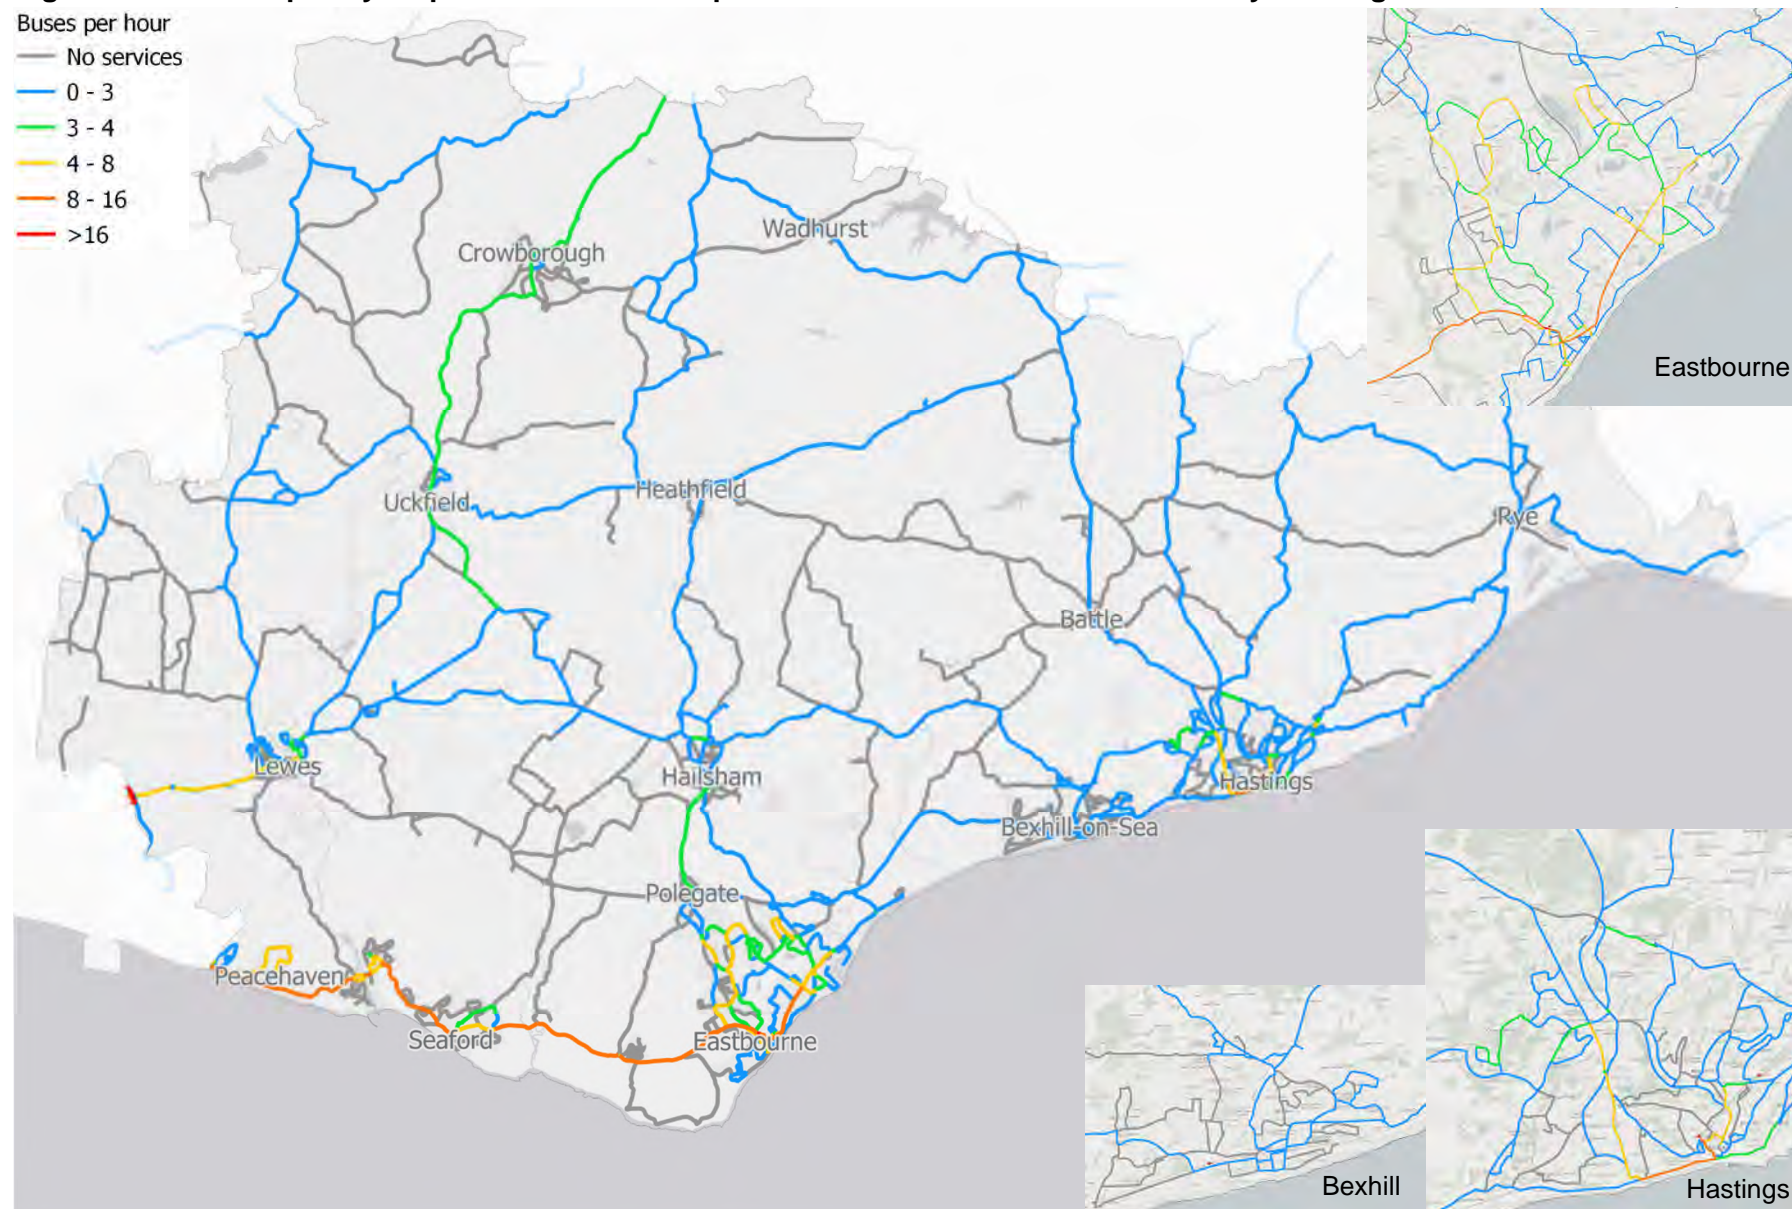 Buses per hour
No services
0 - 3
3 - 4
4 - 8
8 - 16
>16
Eastbourne
Wadhurst
Crowborough
Uckfield
Heathfield
Rye
Battle
Lewes
Hailsham
Hastings
Bexhill-on-Sea
Polegate
Peacehaven
Seaford
Eastbourne
Bexhill
Hastings